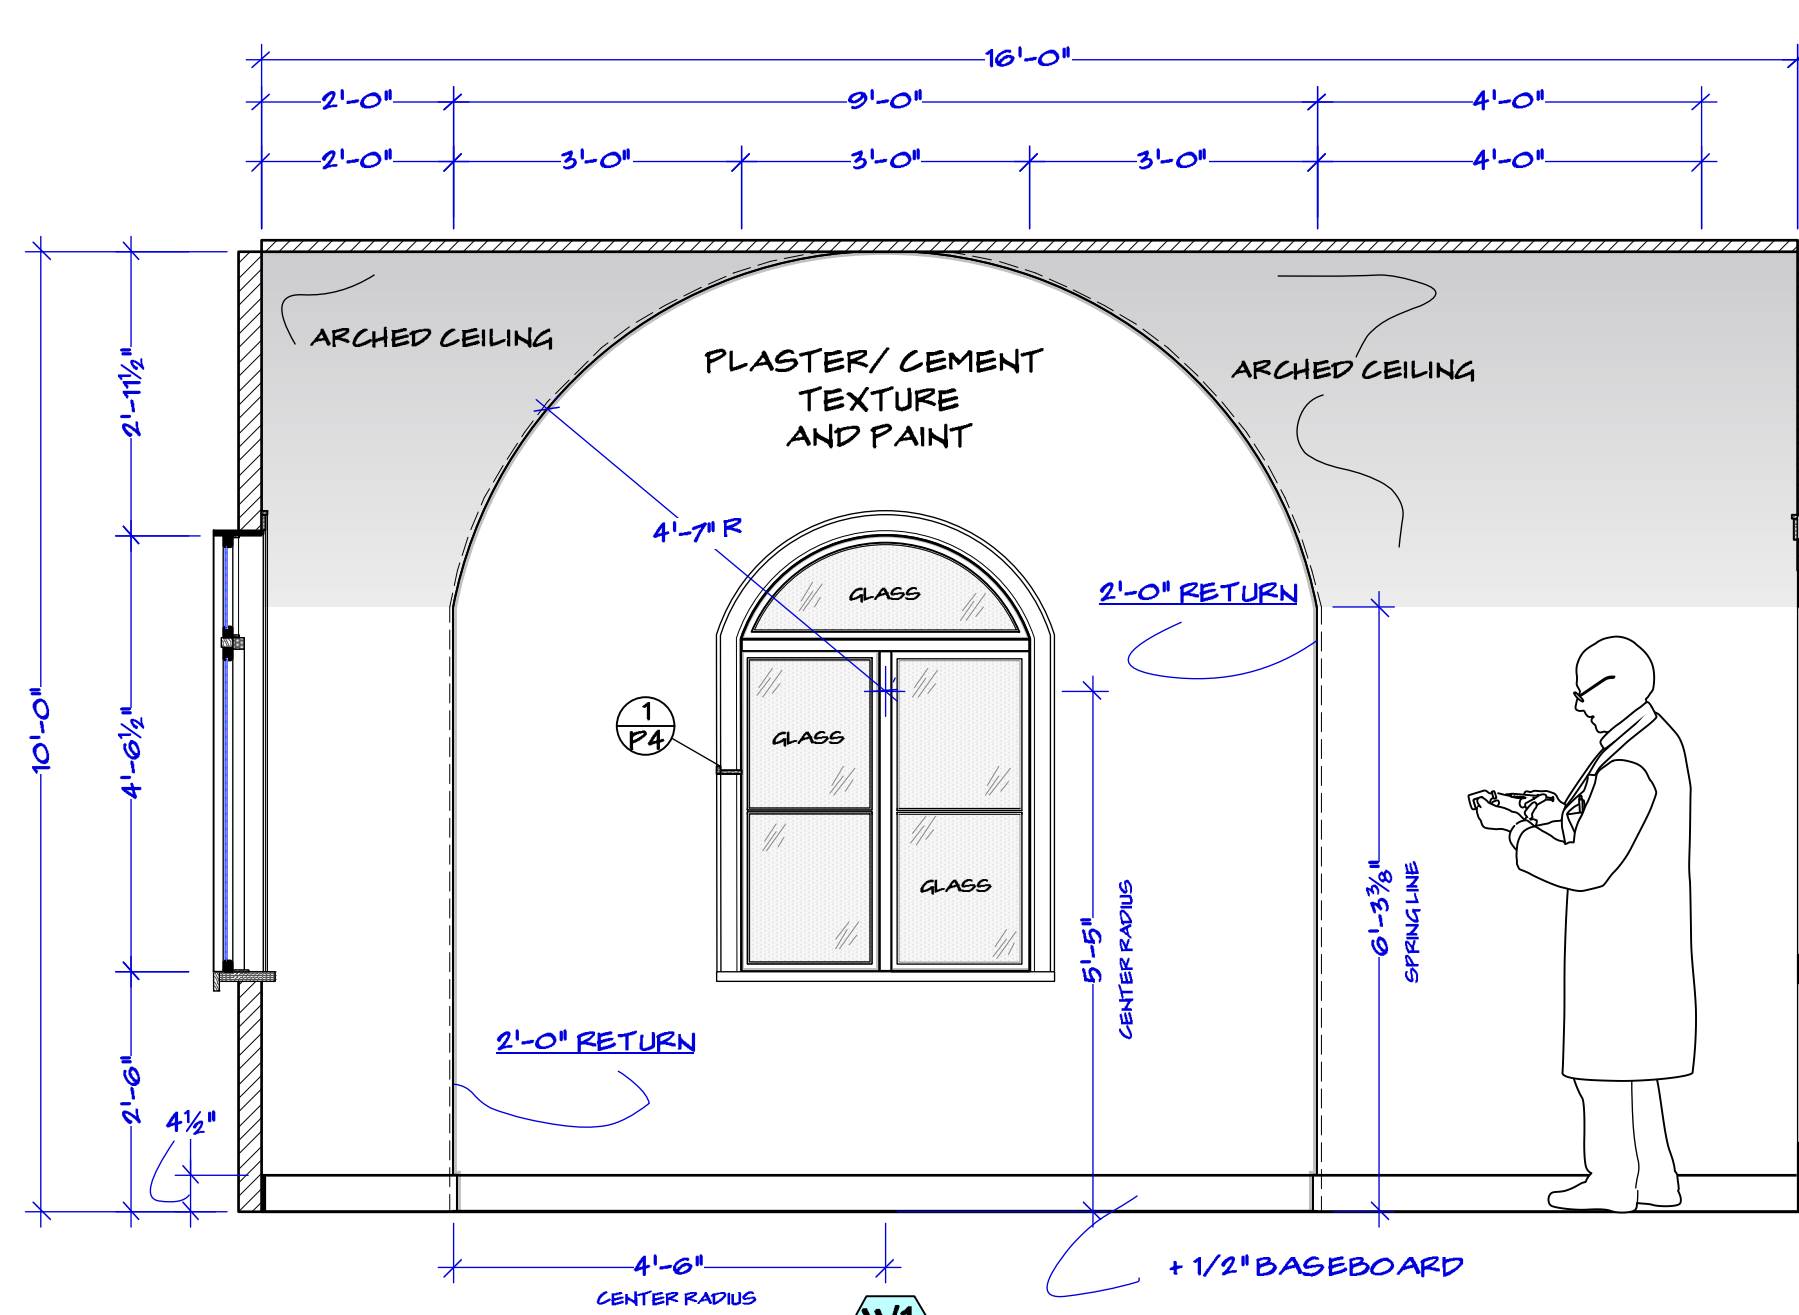 16'-0"
2'-0" 9'-0" 4'-0"
2'-0" 3'-0" 3'-0" 3'-0" 4'-0"
ARCHED CEILING
PLASTER/ CEMENT
TEXTURE
AND PAINT
ARCHED CEILING
2'-11½"
4'-7" R
GLASS
2'-0" RETURN
10'-0"
4'-6½"
1
P4
GLASS
GLASS
5'-5"
CENTER RADIUS
6'-3⅜"
SPRING LINE
2'-0" RETURN
2'-6"
4½"
4'-6"
CENTER RADIUS
+ 1/2" BASEBOARD